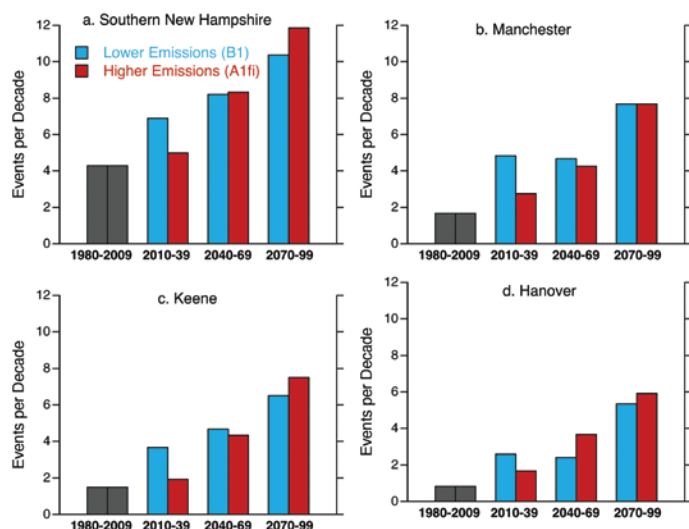 a. Southern New Hampshire
Lower Emissions (B1)
Higher Emissions (A1fi)
Events per Decade
12
10
8
6
4
2
0
1980-2009 2010-39 2040-69 2070-99
b. Manchester
Events per Decade
12
10
8
6
4
2
0
1980-2009 2010-39 2040-69 2070-99
c. Keene
Events per Decade
12
10
8
6
4
2
0
1980-2009 2010-39 2040-69 2070-99
d. Hanover
Events per Decade
12
10
8
6
4
2
0
1980-2009 2010-39 2040-69 2070-99